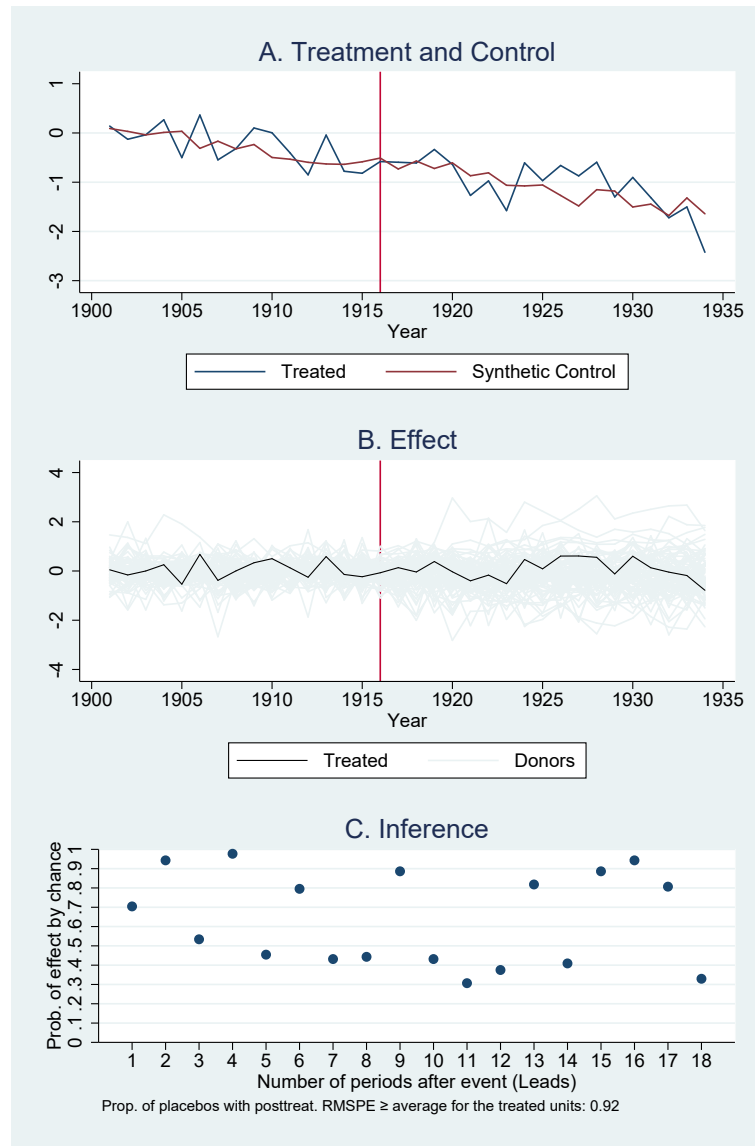 A. Treatment and Control
1
0
-1
-2
-3
1900 1905 1910 1915 1920 1925 1930 1935
Year
Treated Synthetic Control
B. Effect
4
2
0
-2
-4
1900 1905 1910 1915 1920 1925 1930 1935
Year
Treated Donors
C. Inference
Prob. of effect by chance
0 .1 .2 .3 .4 .5 .6 .7 .8 .9 1
1 2 3 4 5 6 7 8 9 10 11 12 13 14 15 16 17 18
Number of periods after event (Leads)
Prop. of placebos with posttreat. RMSPE ≥ average for the treated units: 0.92